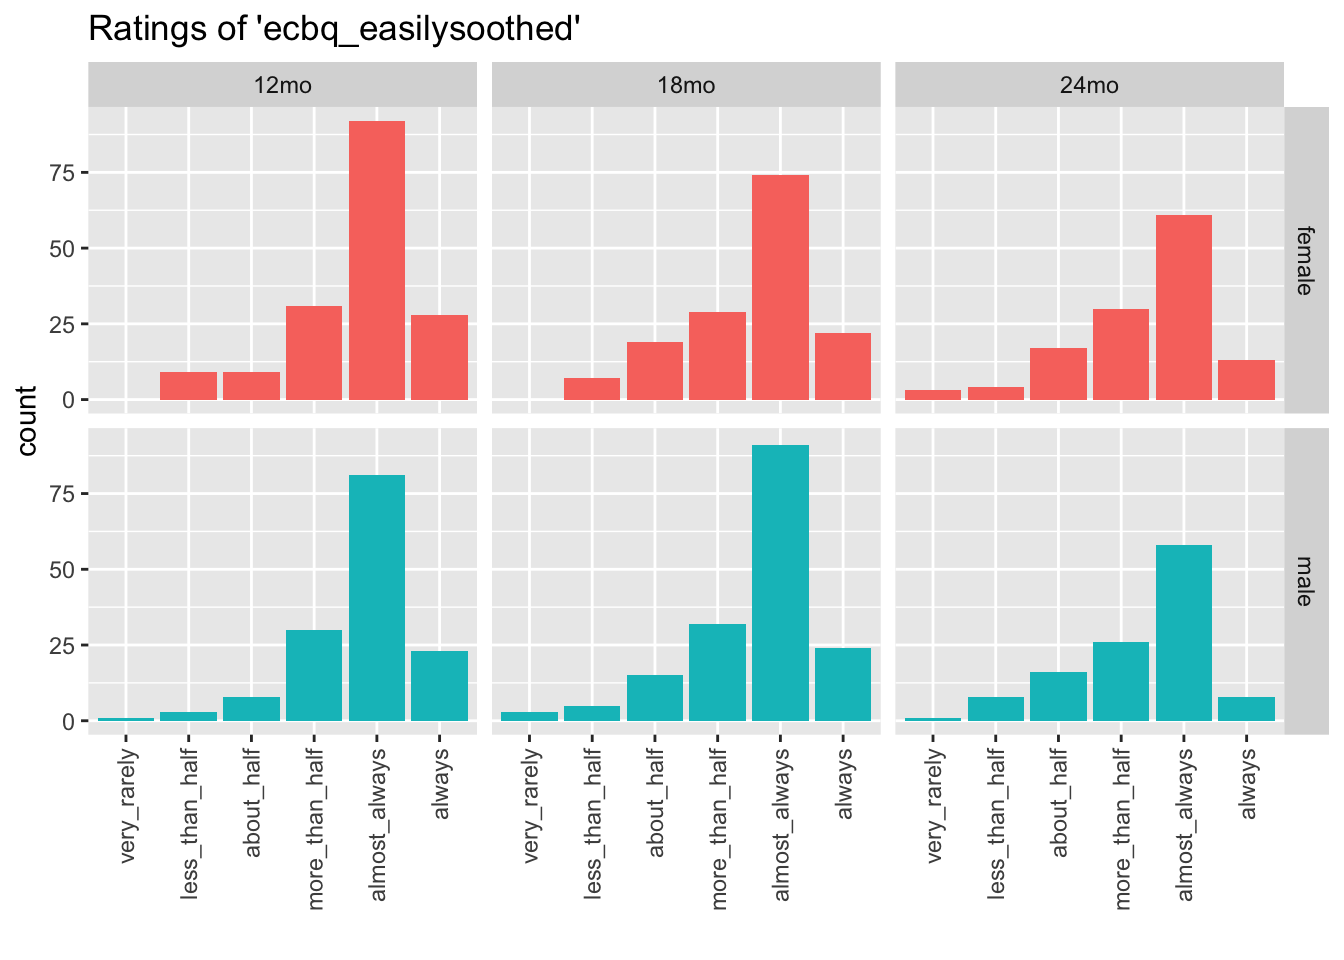 Ratings of 'ecbq_easilysoothed'
12mo 18mo 24mo
75
50
25
0
female
count
75
50
25
0
male
very_rarely less_than_half about_half more_than_half almost_always always very_rarely less_than_half about_half more_than_half almost_always always very_rarely less_than_half about_half more_than_half almost_always always